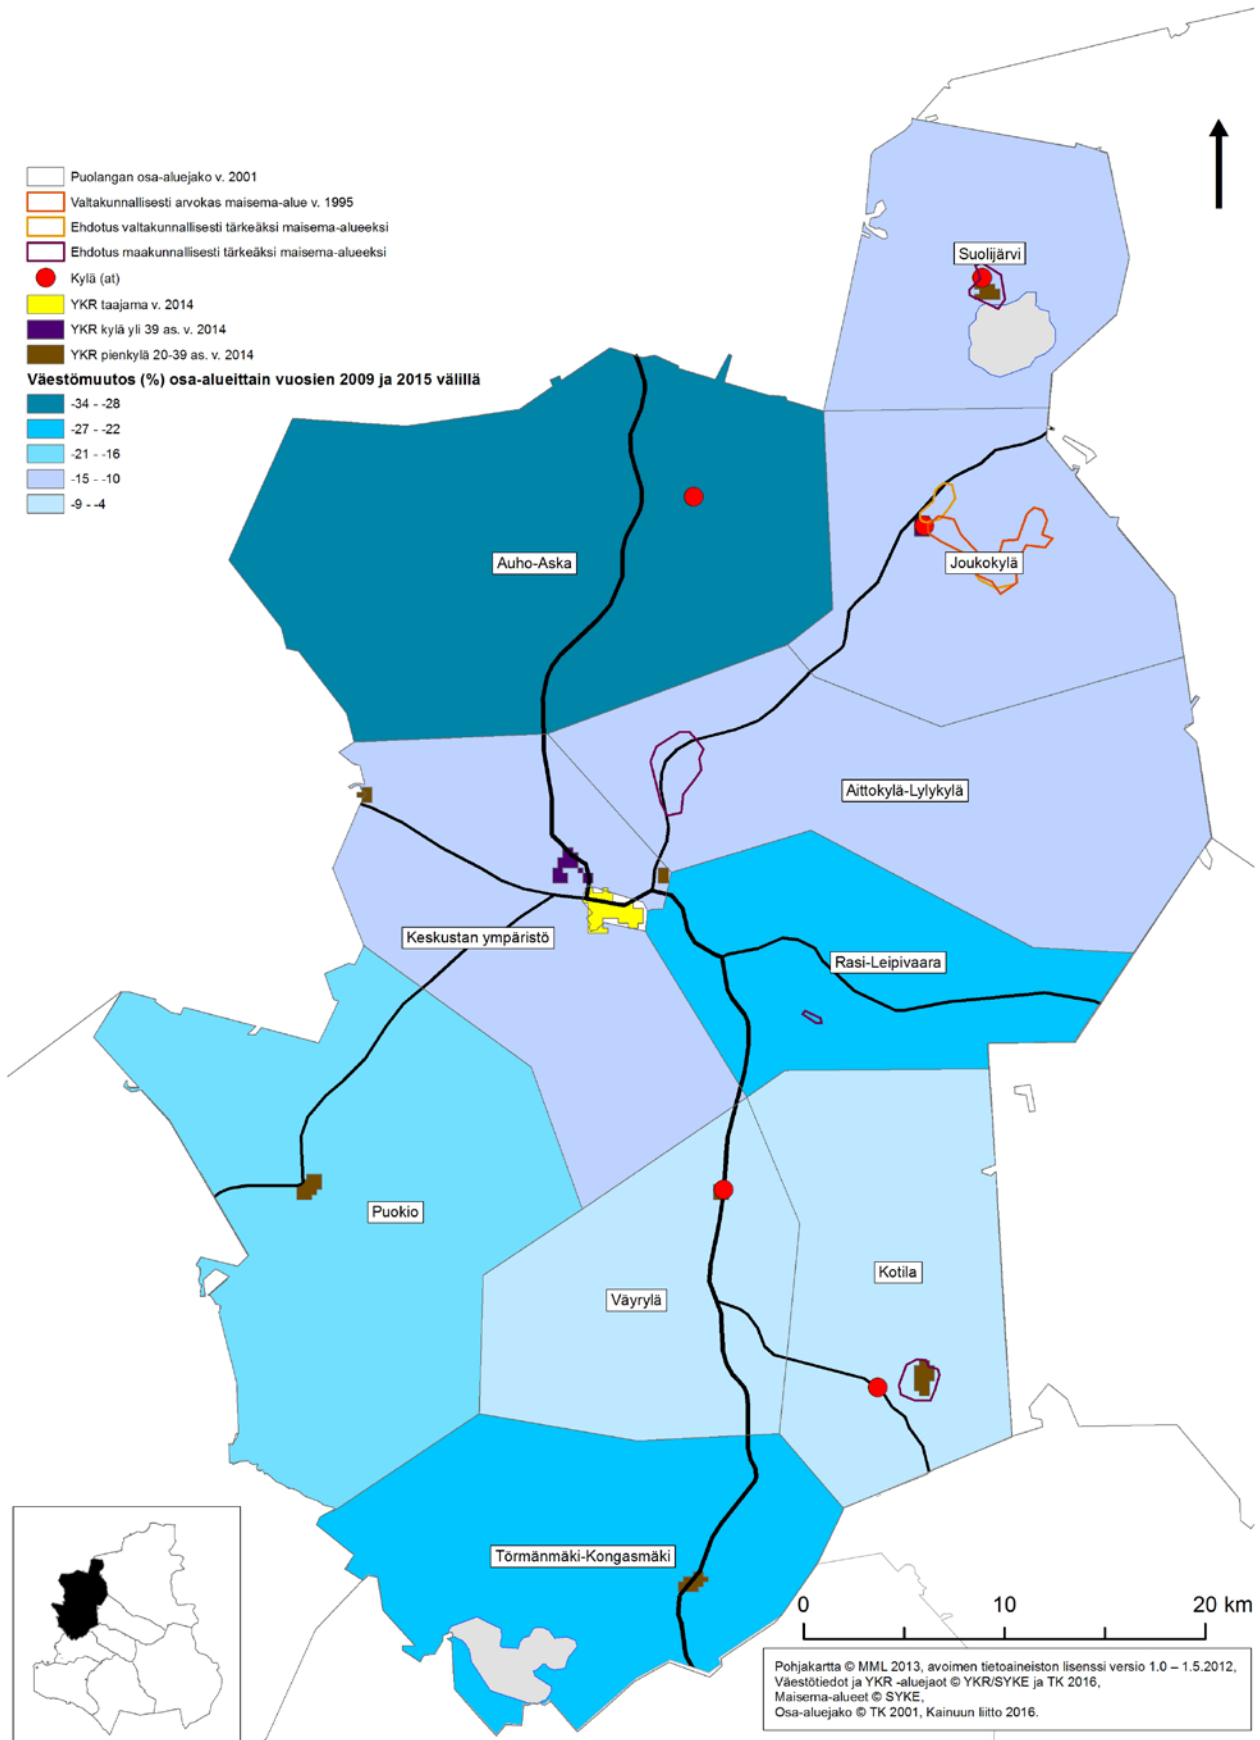 Puolangan osa-aluejako v. 2001
Valtakunnallisesti arvokas maisema-alue v. 1995
Ehdotus valtakunnallisesti tärkeäksi maisema-alueeksi
Ehdotus maakunnallisesti tärkeäksi maisema-alueeksi
Kylä (at)
YKR taajama v. 2014
YKR kylä yli 39 as. v. 2014
YKR pienkylä 20-39 as. v. 2014
Väestömuutos (%) osa-alueittain vuosien 2009 ja 2015 välillä
-34 - -28
-27 - -22
-21 - -16
-15 - -10
-9 - -4
Suolijärvi
Auho-Aska
Joukokylä
Aittokylä-Lylykylä
Keskustan ympäristö
Rasi-Leipivaara
Puokio
Kotila
Väyrylä
Törmänmäki-Kongasmäki
0 10 20 km
Pohjakartta © MML 2013, avoimen tietoaineiston lisenssi versio 1.0 – 1.5.2012,
Väestötiedot ja YKR -aluejaot © YKR/SYKE ja TK 2016,
Maisema-alueet © SYKE,
Osa-aluejako © TK 2001, Kainuun liitto 2016.